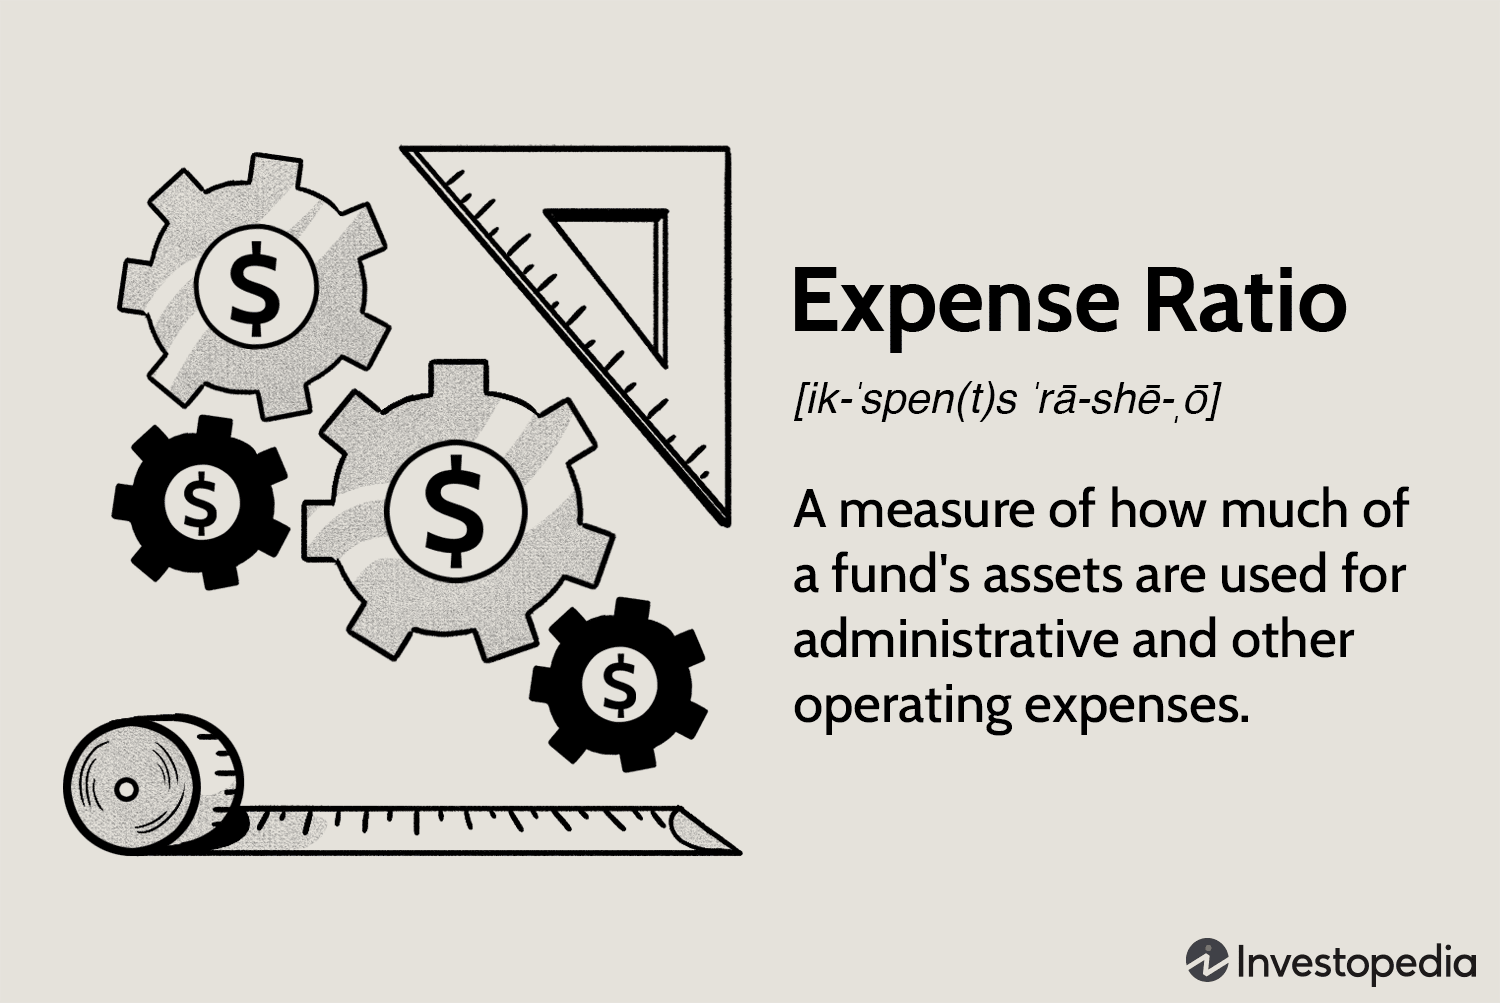 $
$
$
$
Expense Ratio
[ik-ˈspen(t)s ˈrā-shē-ˌō]
A measure of how much of
a fund's assets are used for
administrative and other
operating expenses.
Investopedia